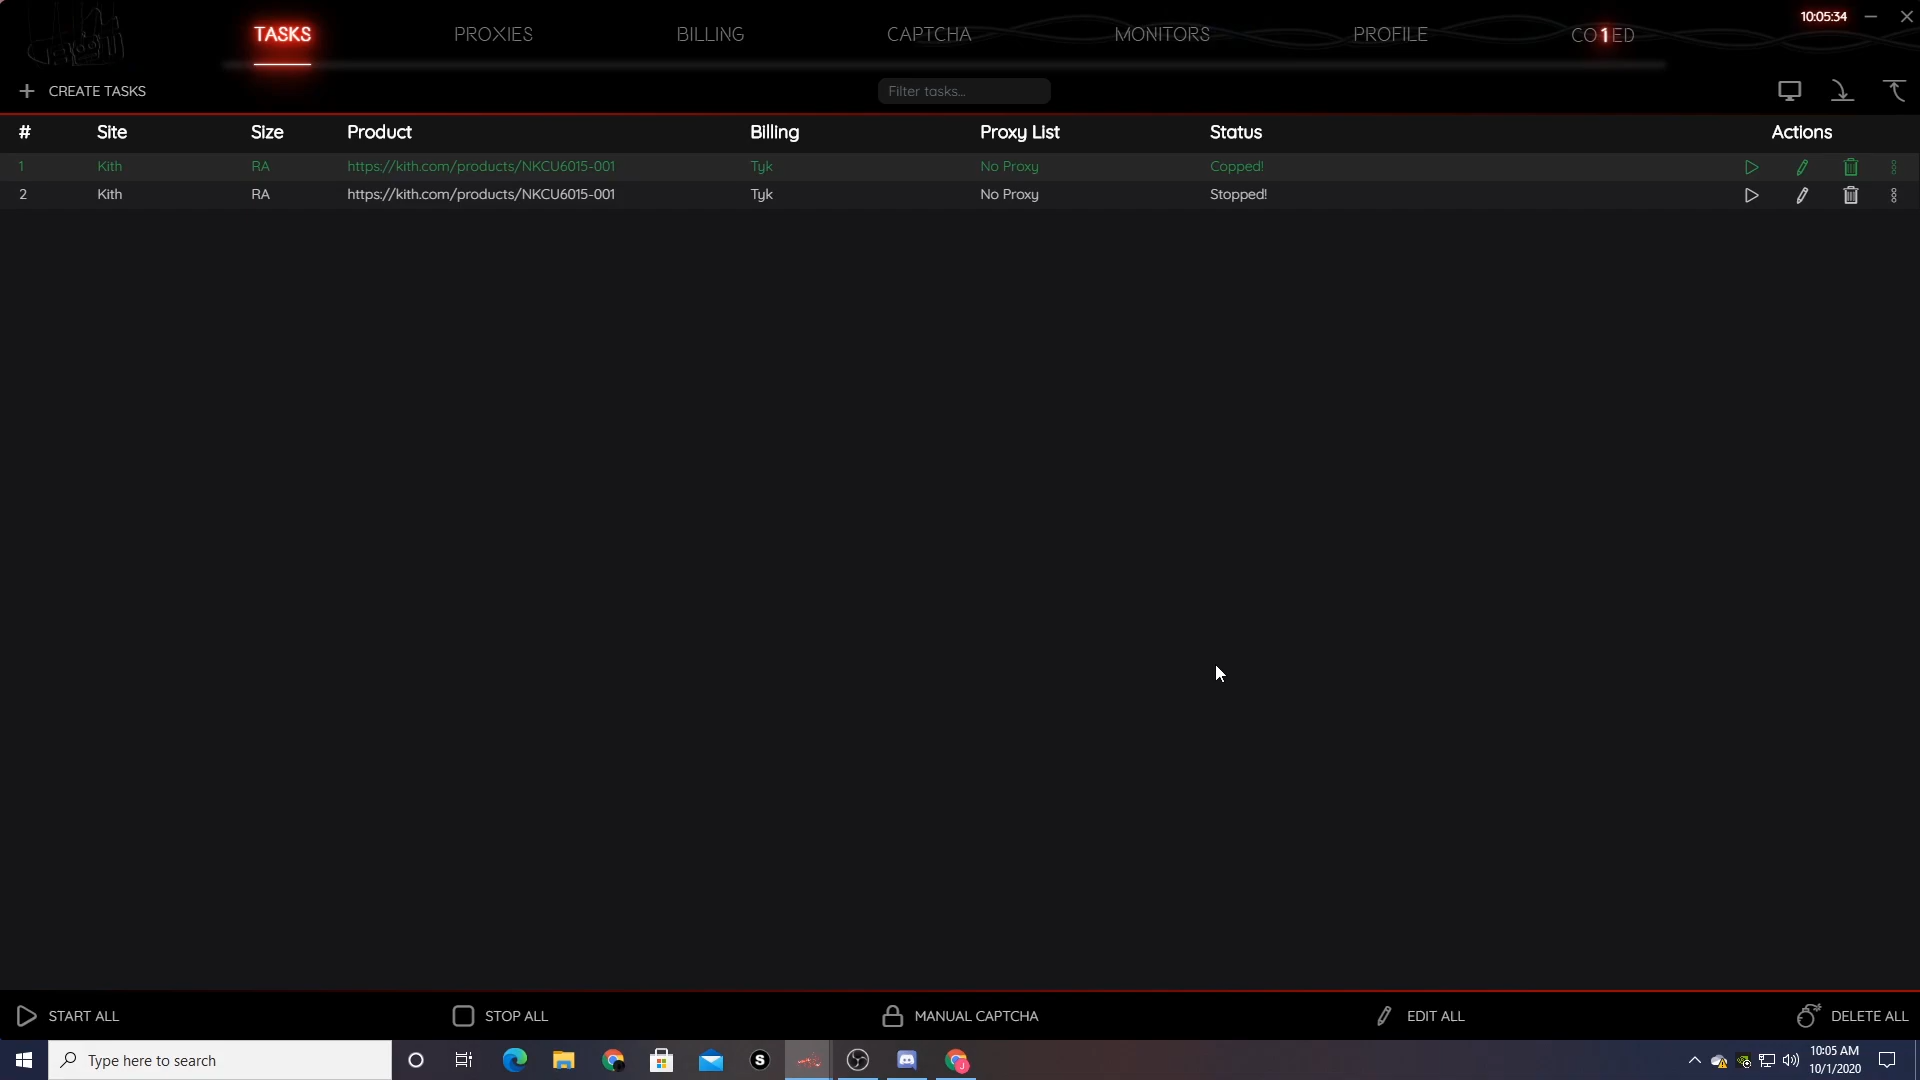 TASKS PROXIES BILLING CAPTCHA MONITORS PROFILE CO1ED 10:05:34
CREATE TASKS Filter tasks...
# Site Size Product Billing Proxy List Status Actions
1 Kith RA https://kith.com/products/NKCU6015-001 Tyk No Proxy Copped!
2 Kith RA https://kith.com/products/NKCU6015-001 Tyk No Proxy Stopped!
START ALL STOP ALL MANUAL CAPTCHA EDIT ALL DELETE ALL
Type here to search S 10:05 AM
10/1/2020